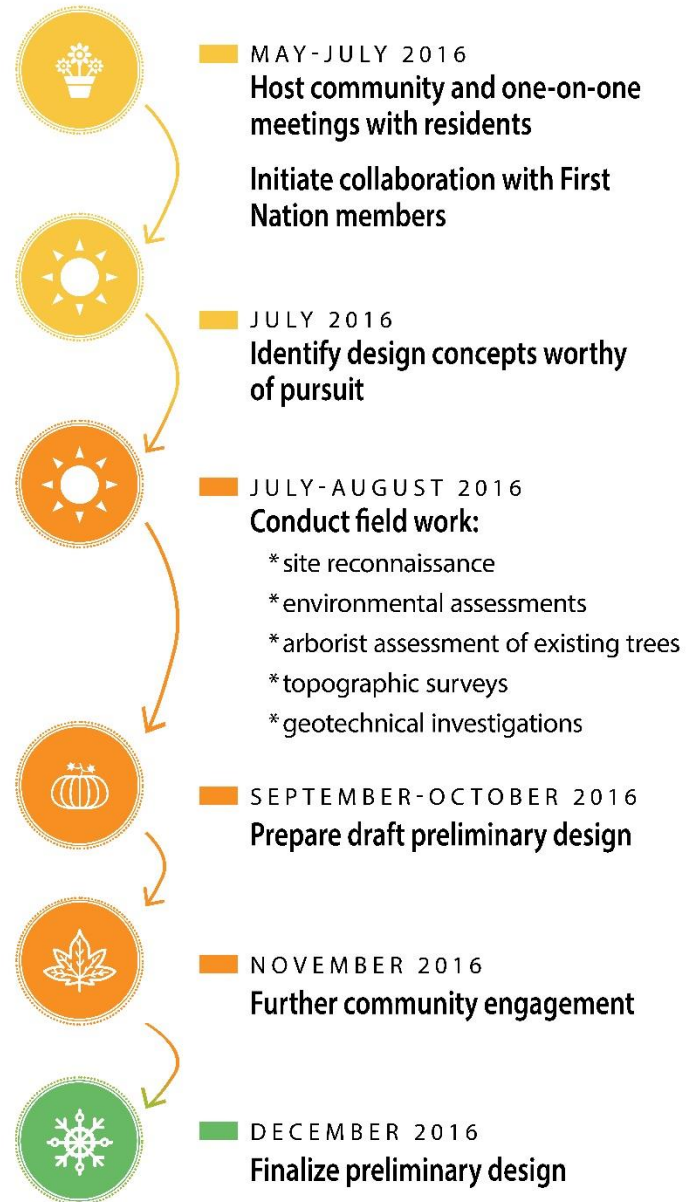 MAY-JULY 2016
Host community and one-on-one
meetings with residents
Initiate collaboration with First
Nation members
JULY 2016
Identify design concepts worthy
of pursuit
JULY-AUGUST 2016
Conduct field work:
*site reconnaissance
*environmental assessments
*arborist assessment of existing trees
*topographic surveys
*geotechnical investigations
SEPTEMBER-OCTOBER 2016
Prepare draft preliminary design
NOVEMBER 2016
Further community engagement
DECEMBER 2016
Finalize preliminary design